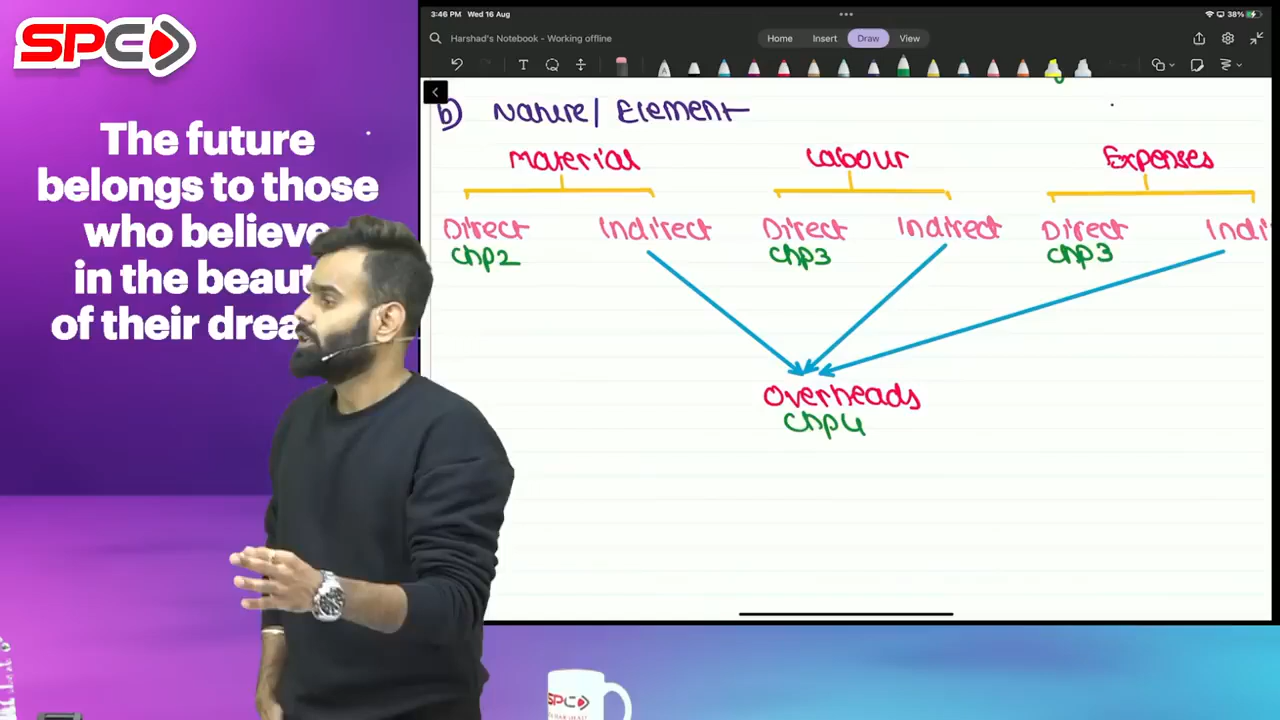 SPC
The future
belongs to those
who believe
in the beaut
of their drea
3:46 PM Wed 16 Aug
38%
Harshad's Notebook - Working offline
Home Insert Draw View
b) Nature/ Element
Material Labour Expenses
Direct Indirect Direct Indirect Direct Indi
Chp2 Chp3 Chp3
Overheads
Chp4
SPC